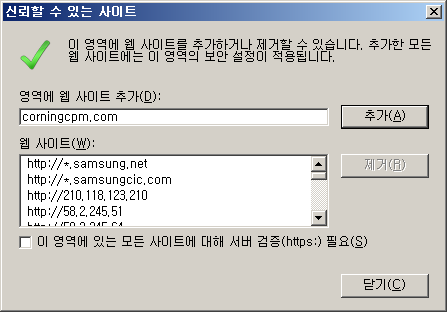 신뢰할 수 있는 사이트
이 영역에 웹 사이트를 추가하거나 제거할 수 있습니다. 추가한 모든
웹 사이트에는 이 영역의 보안 설정이 적용됩니다.
영역에 웹 사이트 추가(D):
corningcpm.com
추가(A)
웹 사이트(W):
http://*.samsung.net
http://*.samsungcic.com
http://210.118.123.210
http://58.2.245.51
제거(R)
이 영역에 있는 모든 사이트에 대해 서버 검증(https:) 필요(S)
닫기(C)